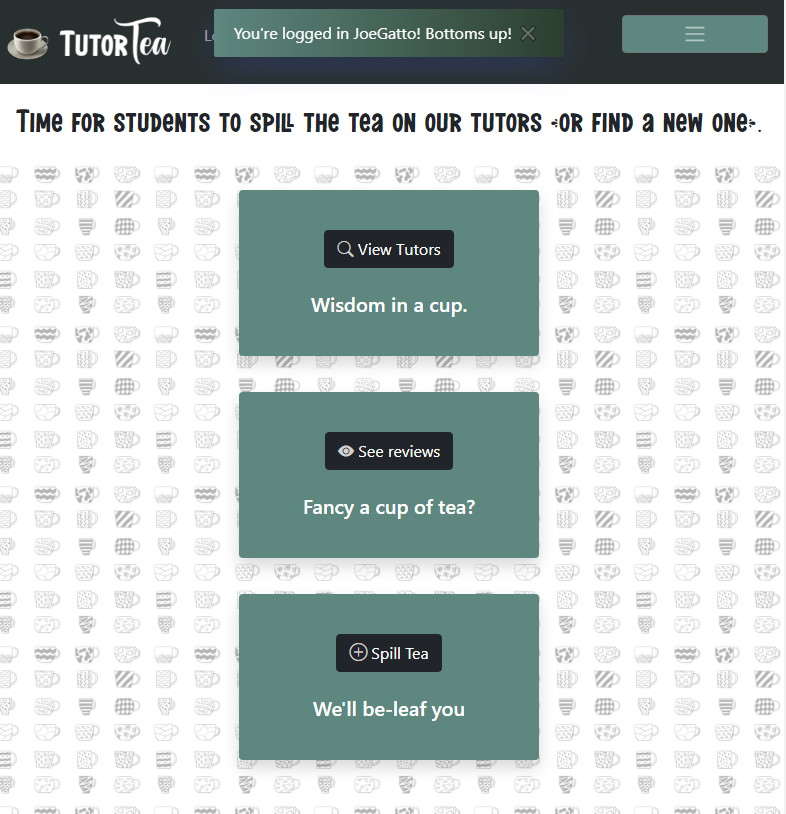 TUTORTea
You're logged in JoeGatto! Bottoms up!
Time for students to spill the tea on our tutors (or find a new one).
View Tutors
Wisdom in a cup.
See reviews
Fancy a cup of tea?
Spill Tea
We'll be-leaf you